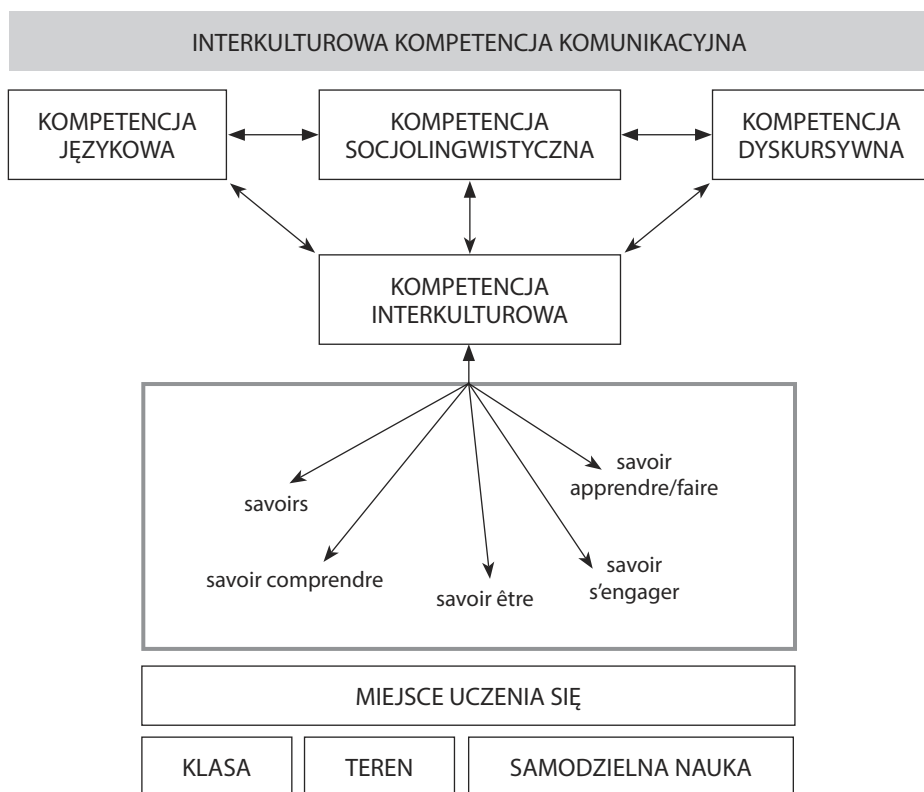 INTERKULTUROWA KOMPETENCJA KOMUNIKACYJNA
KOMPETENCJA
JĘZYKOWA
KOMPETENCJA
SOCJOLINGWISTYCZNA
KOMPETENCJA
DYSKURSYWNA
KOMPETENCJA
INTERKULTUROWA
savoirs
savoir comprendre
savoir être
savoir
s'engager
savoir
apprendre/faire
MIEJSCE UCZENIA SIĘ
KLASA
TEREN
SAMODZIELNA NAUKA